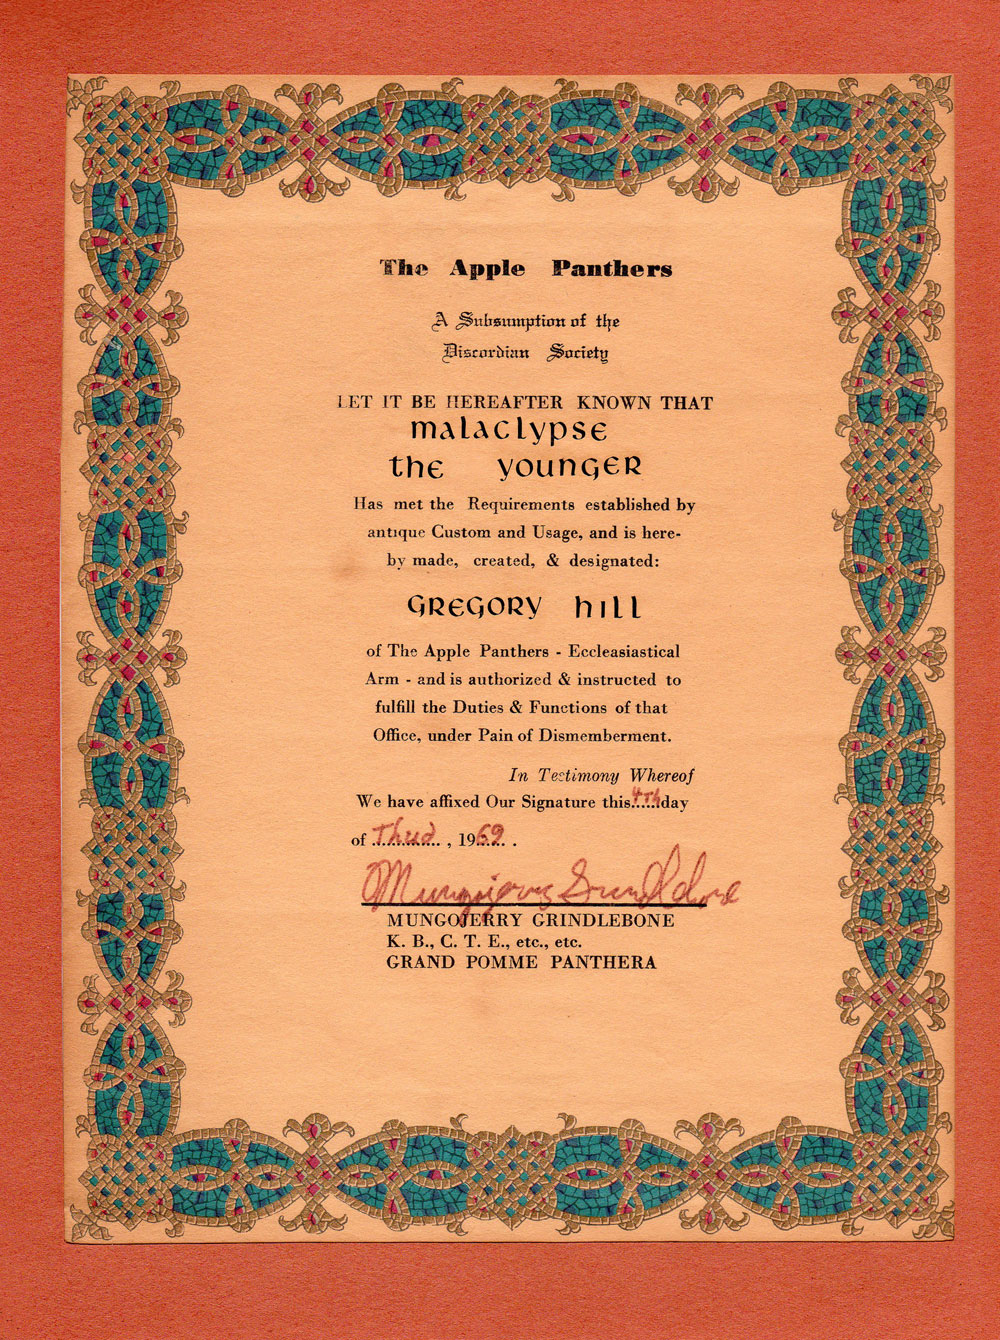 The Apple Panthers
A Subsumption of the
Discordian Society
LET IT BE HEREAFTER KNOWN THAT
malaclypse
the younger
Has met the Requirements established by
antique Custom and Usage, and is here-
by made, created, & designated:
GREGORY hill
of The Apple Panthers - Eccleasiastical
Arm - and is authorized & instructed to
fulfill the Duties & Functions of that
Office, under Pain of Dismemberment.
In Testimony Whereof
We have affixed Our Signature this 4th day
of Thud, 1969.
Mungojerry Grindlebone
MUNGOJERRY GRINDLEBONE
K. B., C. T. E., etc., etc.
GRAND POMME PANTHERA